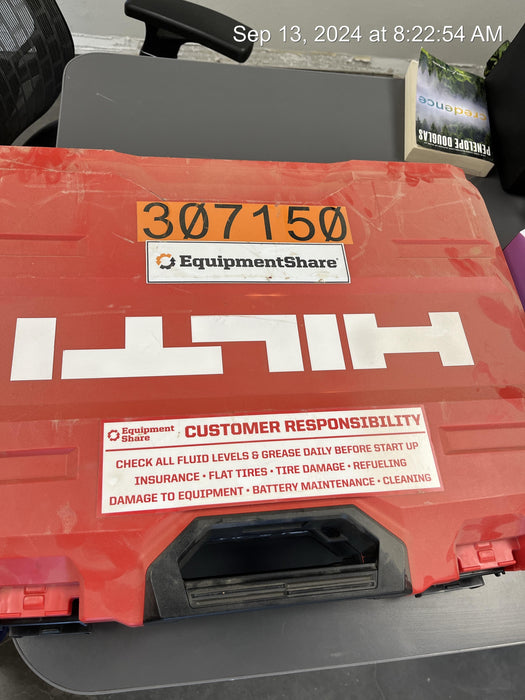 Sep 13, 2024 at 8:22:54 AM
credence
PENELOPE DOUGLAS
307150
EquipmentShare
HILTI
Equipment
Share
CUSTOMER RESPONSIBILITY
CHECK ALL FLUID LEVELS & GREASE DAILY BEFORE START UP
INSURANCE • FLAT TIRES • TIRE DAMAGE • REFUELING
DAMAGE TO EQUIPMENT • BATTERY MAINTENANCE • CLEANING